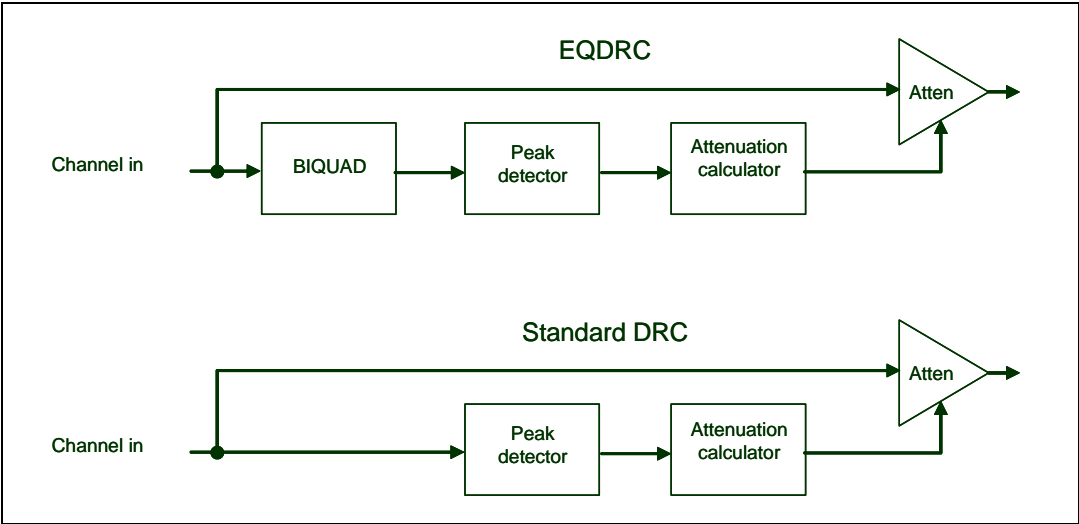 EQDRC
Atten
Channel in
BIQUAD
Peak
detector
Attenuation
calculator
Standard DRC
Atten
Channel in
Peak
detector
Attenuation
calculator